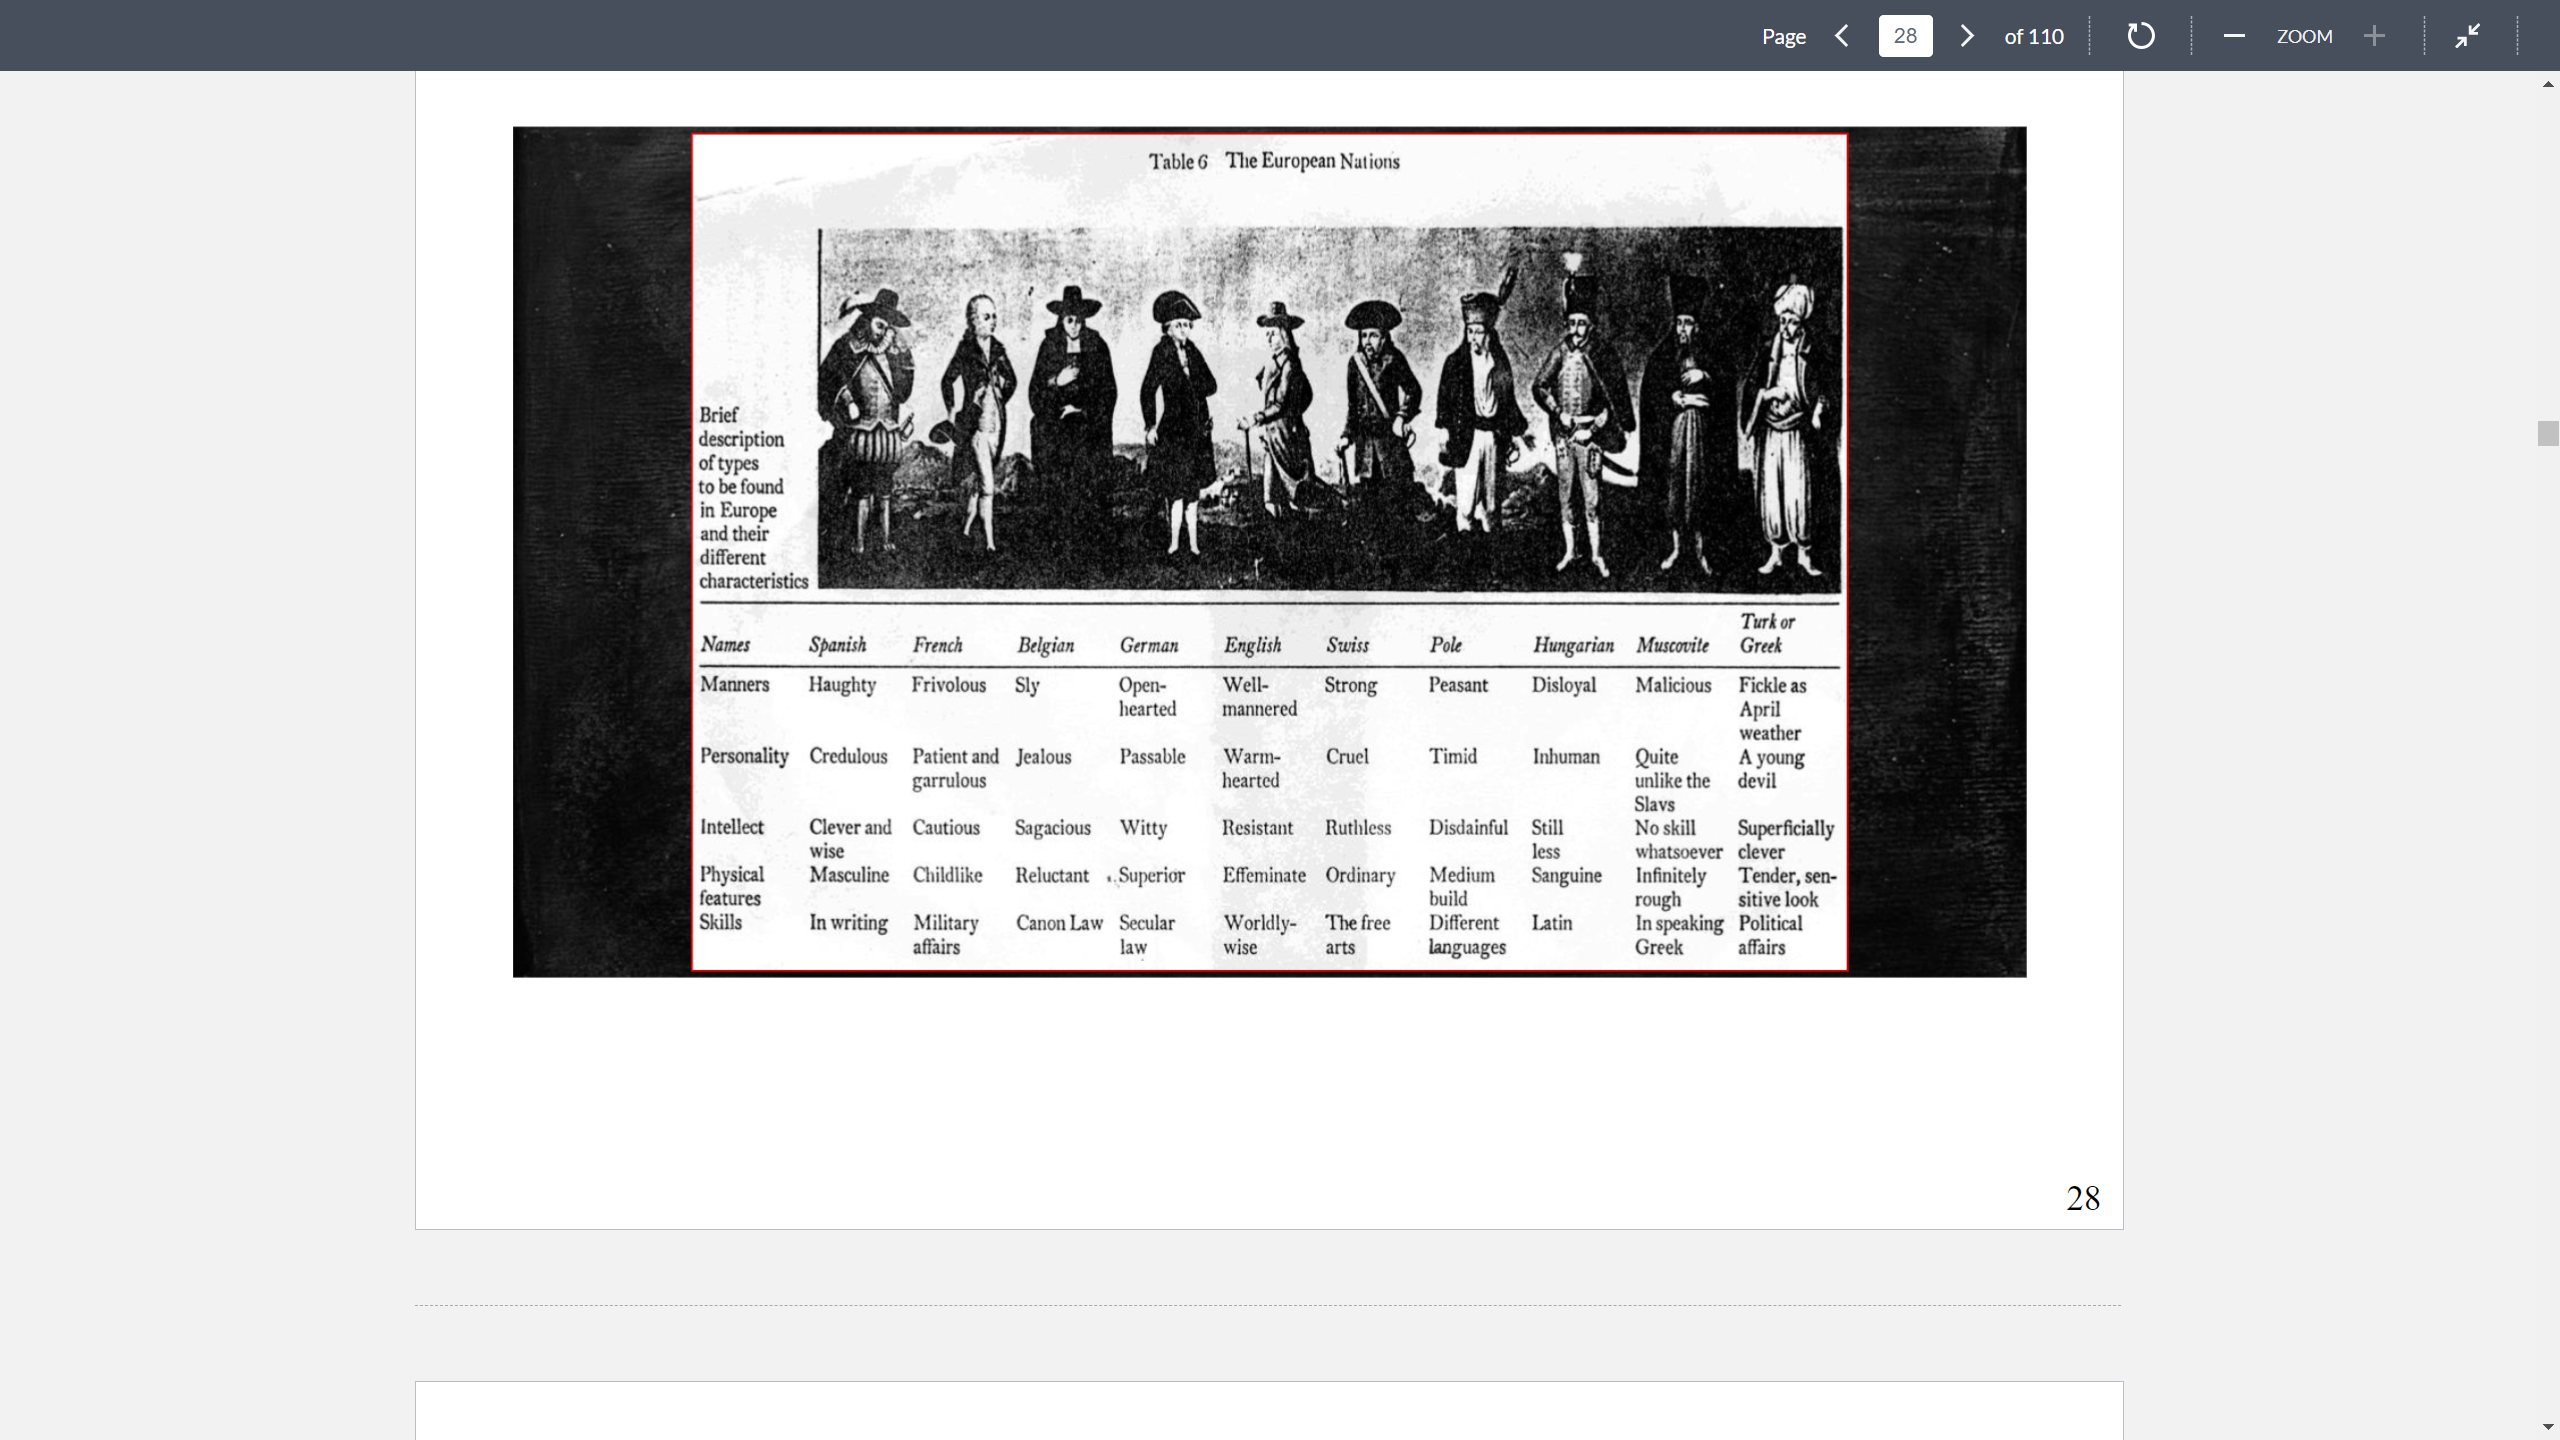 Page 28 of 110 ZOOM
Table 6 The European Nations
Brief
description
of types
to be found
in Europe
and their
different
characteristics
Names Spanish French Belgian German English Swiss Pole Hungarian Muscovite Turk or Greek
Manners Haughty Frivolous Sly Open-hearted Well-mannered Strong Peasant Disloyal Malicious Fickle as April weather
Personality Credulous Patient and garrulous Jealous Passable Warm-hearted Cruel Timid Inhuman Quite unlike the Slavs A young devil
Intellect Clever and wise Cautious Sagacious Witty Resistant Ruthless Disdainful Still less No skill whatsoever Superficially clever
Physical features Masculine Childlike Reluctant Superior Effeminate Ordinary Medium build Sanguine Infinitely rough Tender, sen-sitive look
Skills In writing Military affairs Canon Law Secular law Worldly-wise The free arts Different languages Latin In speaking Greek Political affairs
28